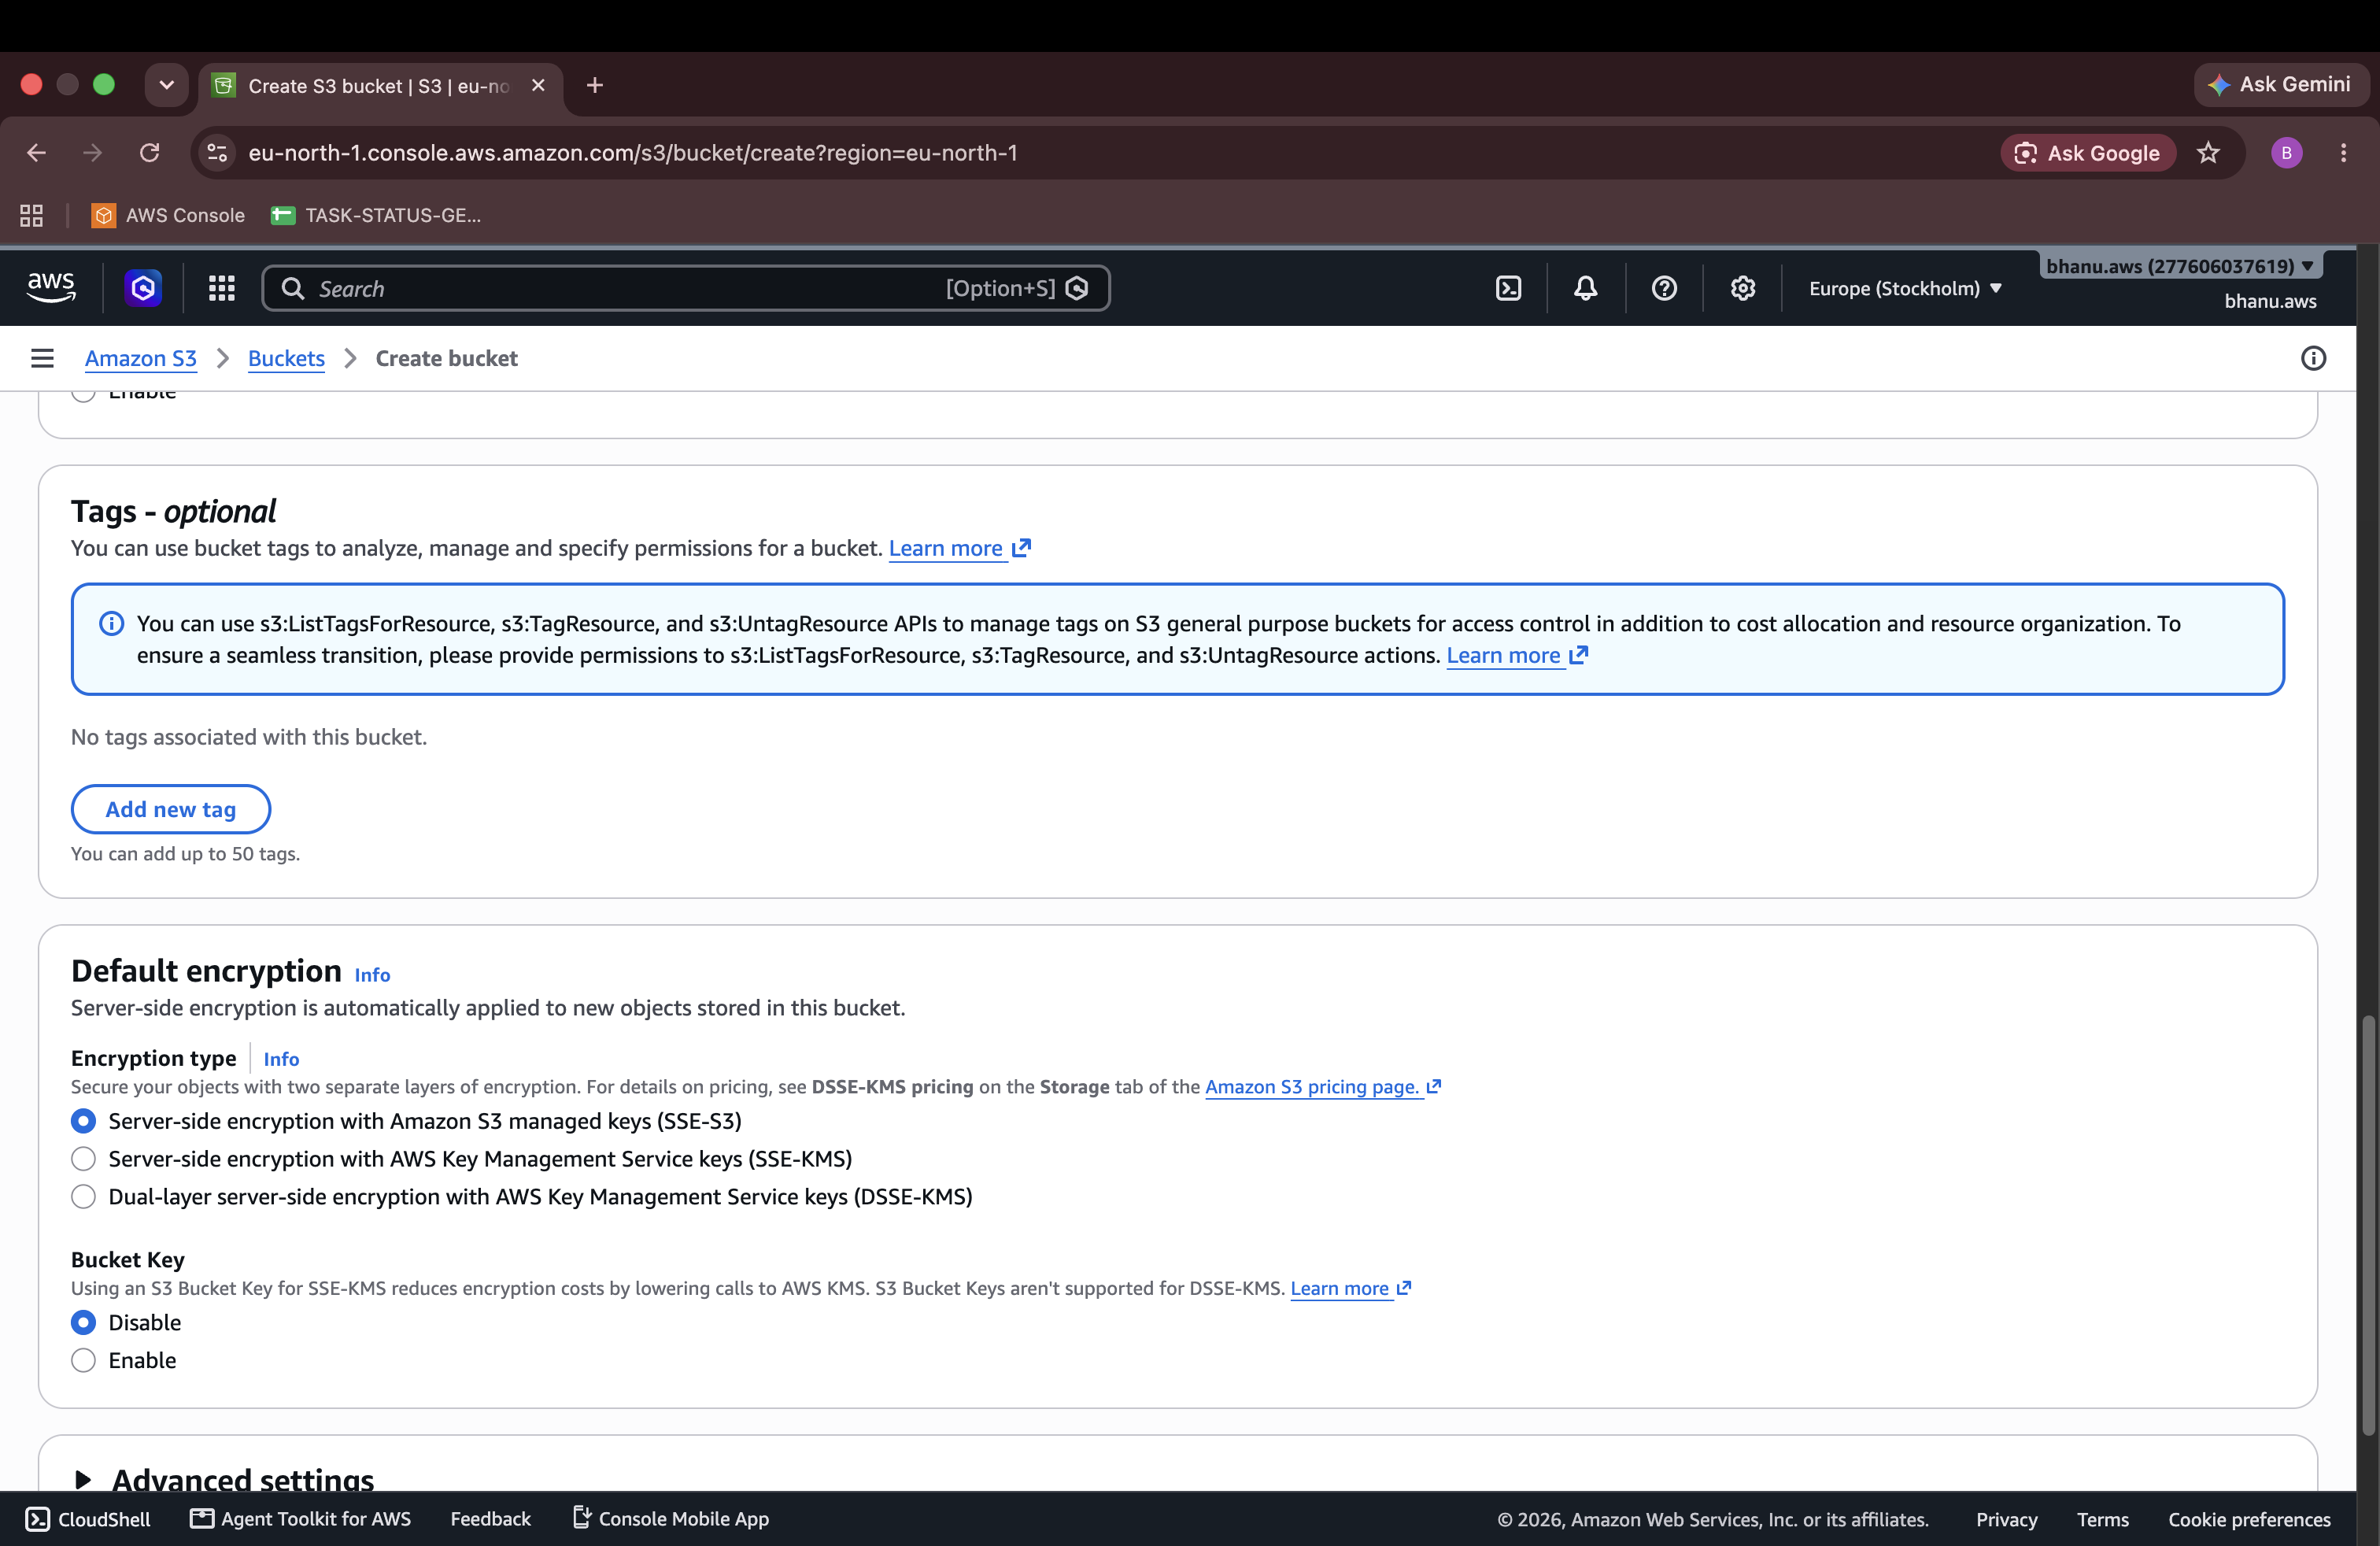 Create S3 bucket | S3 | eu-no
Ask Gemini
eu-north-1.console.aws.amazon.com/s3/bucket/create?region=eu-north-1
Ask Google
B
AWS Console
TASK-STATUS-GE...
aws
Search
[Option+S]
Europe (Stockholm)
bhanu.aws (277606037619)
bhanu.aws
Amazon S3
Buckets
Create bucket
Enable
Tags - optional
You can use bucket tags to analyze, manage and specify permissions for a bucket. Learn more
You can use s3:ListTagsForResource, s3:TagResource, and s3:UntagResource APIs to manage tags on S3 general purpose buckets for access control in addition to cost allocation and resource organization. To
ensure a seamless transition, please provide permissions to s3:ListTagsForResource, s3:TagResource, and s3:UntagResource actions. Learn more
No tags associated with this bucket.
Add new tag
You can add up to 50 tags.
Default encryption Info
Server-side encryption is automatically applied to new objects stored in this bucket.
Encryption type Info
Secure your objects with two separate layers of encryption. For details on pricing, see DSSE-KMS pricing on the Storage tab of the Amazon S3 pricing page.
Server-side encryption with Amazon S3 managed keys (SSE-S3)
Server-side encryption with AWS Key Management Service keys (SSE-KMS)
Dual-layer server-side encryption with AWS Key Management Service keys (DSSE-KMS)
Bucket Key
Using an S3 Bucket Key for SSE-KMS reduces encryption costs by lowering calls to AWS KMS. S3 Bucket Keys aren't supported for DSSE-KMS. Learn more
Disable
Enable
Advanced settings
CloudShell
Agent Toolkit for AWS
Feedback
Console Mobile App
© 2026, Amazon Web Services, Inc. or its affiliates.
Privacy
Terms
Cookie preferences